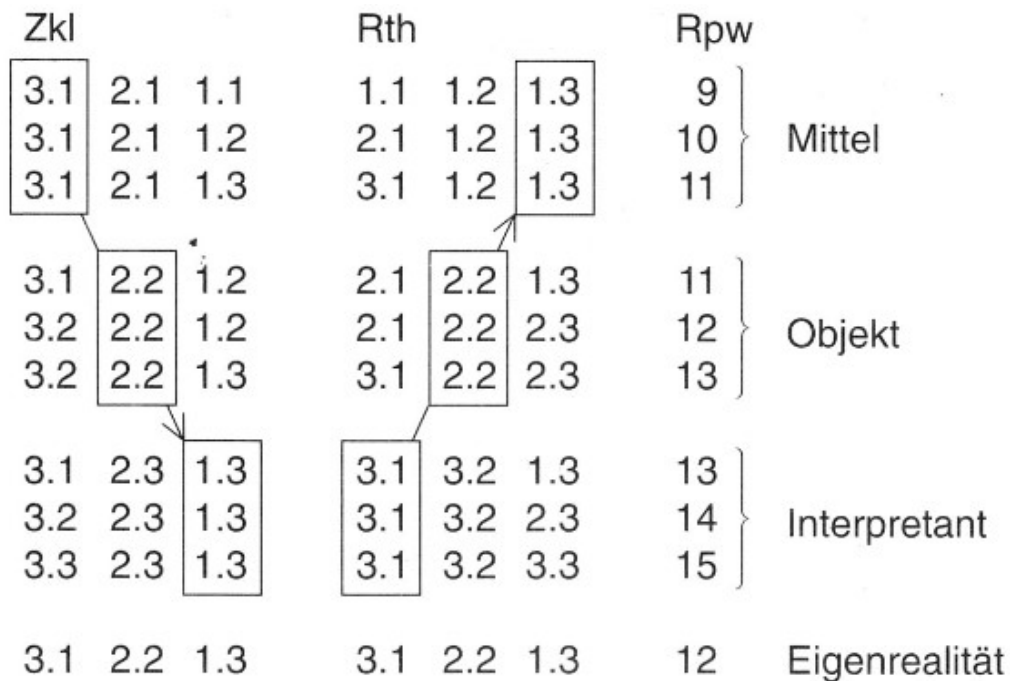 Zkl Rth Rpw
3.1 2.1 1.1 1.1 1.2 1.3 9
3.1 2.1 1.2 2.1 1.2 1.3 10 Mittel
3.1 2.1 1.3 3.1 1.2 1.3 11
3.1 2.2 1.2 2.1 2.2 1.3 11
3.2 2.2 1.2 2.1 2.2 2.3 12 Objekt
3.2 2.2 1.3 3.1 2.2 2.3 13
3.1 2.3 1.3 3.1 3.2 1.3 13
3.2 2.3 1.3 3.1 3.2 2.3 14 Interpretant
3.3 2.3 1.3 3.1 3.2 3.3 15
3.1 2.2 1.3 3.1 2.2 1.3 12 Eigenrealität